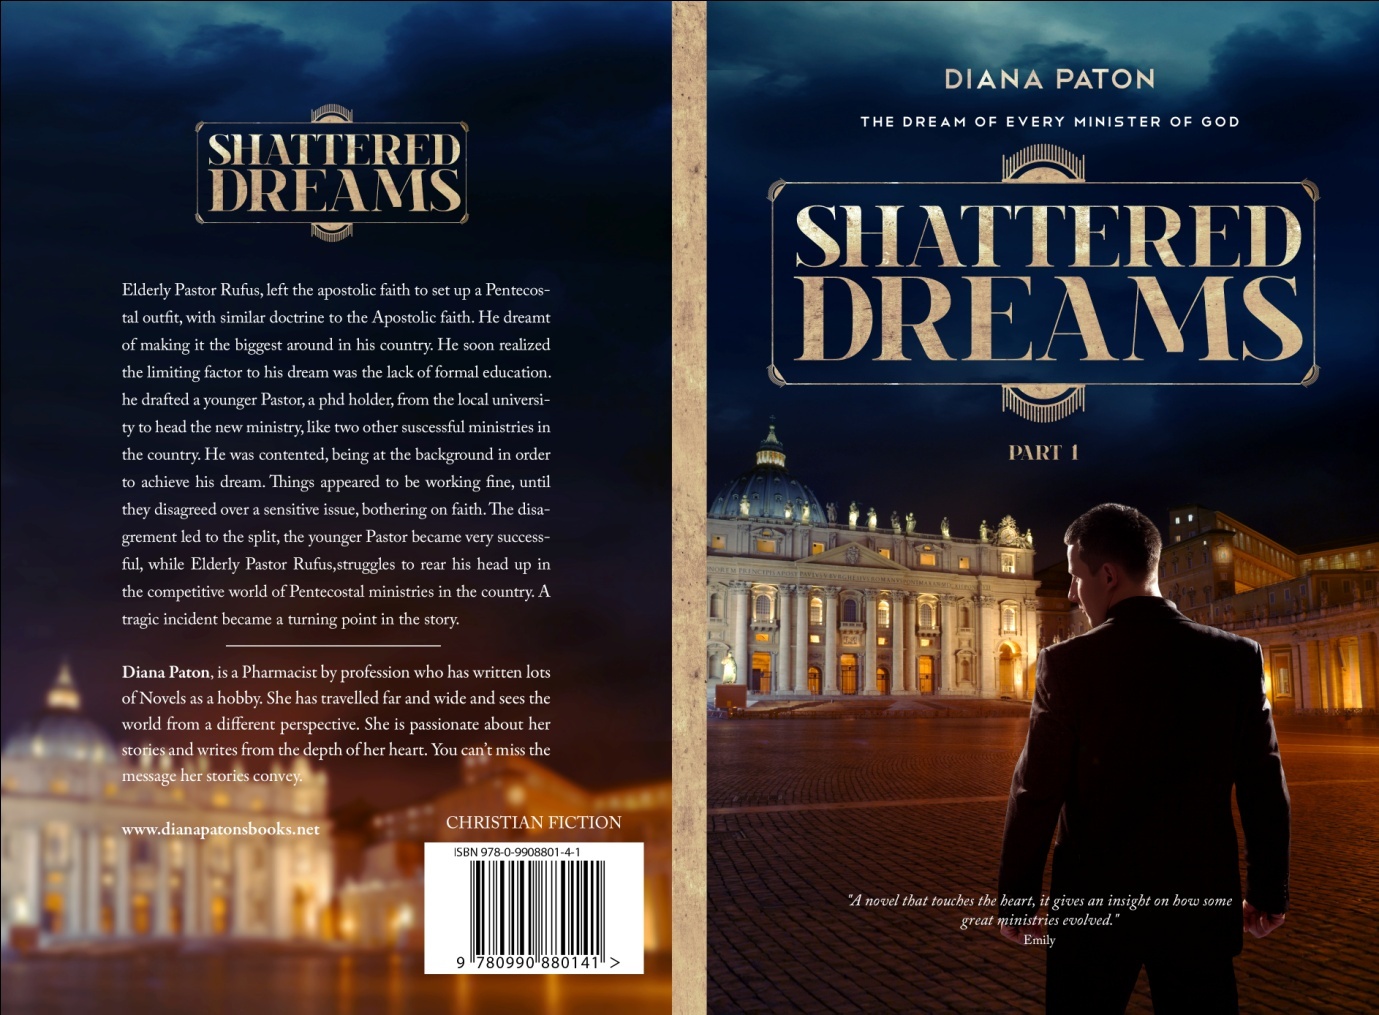 SHATTERED
DREAMS
Elderly Pastor Rufus, left the apostolic faith to set up a Pentecos-
tal outfit, with similar doctrine to the Apostolic faith. He dreamt
of making it the biggest around in his country. He soon realized
the limiting factor to his dream was the lack of formal education.
he drafted a younger Pastor, a phd holder, from the local universi-
ty to head the new ministry, like two other suscessful ministries in
the country. He was contented, being at the background in order
to achieve his dream. Things appeared to be working fine, until
they disagreed over a sensitive issue, bothering on faith. The disa-
grement led to the split, the younger Pastor became very success-
ful, while Elderly Pastor Rufus,struggles to rear his head up in
the competitive world of Pentecostal ministries in the country. A
tragic incident became a turning point in the story.
Diana Paton, is a Pharmacist by profession who has written lots
of Novels as a hobby. She has travelled far and wide and sees the
world from a different perspective. She is passionate about her
stories and writes from the depth of her heart. You can't miss the
message her stories convey.
www.dianapatonsbooks.net
CHRISTIAN FICTION
ISBN 978-0-9908801-4-1
9 780990 880141 >
DIANA PATON
THE DREAM OF EVERY MINISTER OF GOD
SHATTERED
DREAMS
PART 1
"A novel that touches the heart, it gives an insight on how some
great ministries evolved."
Emily